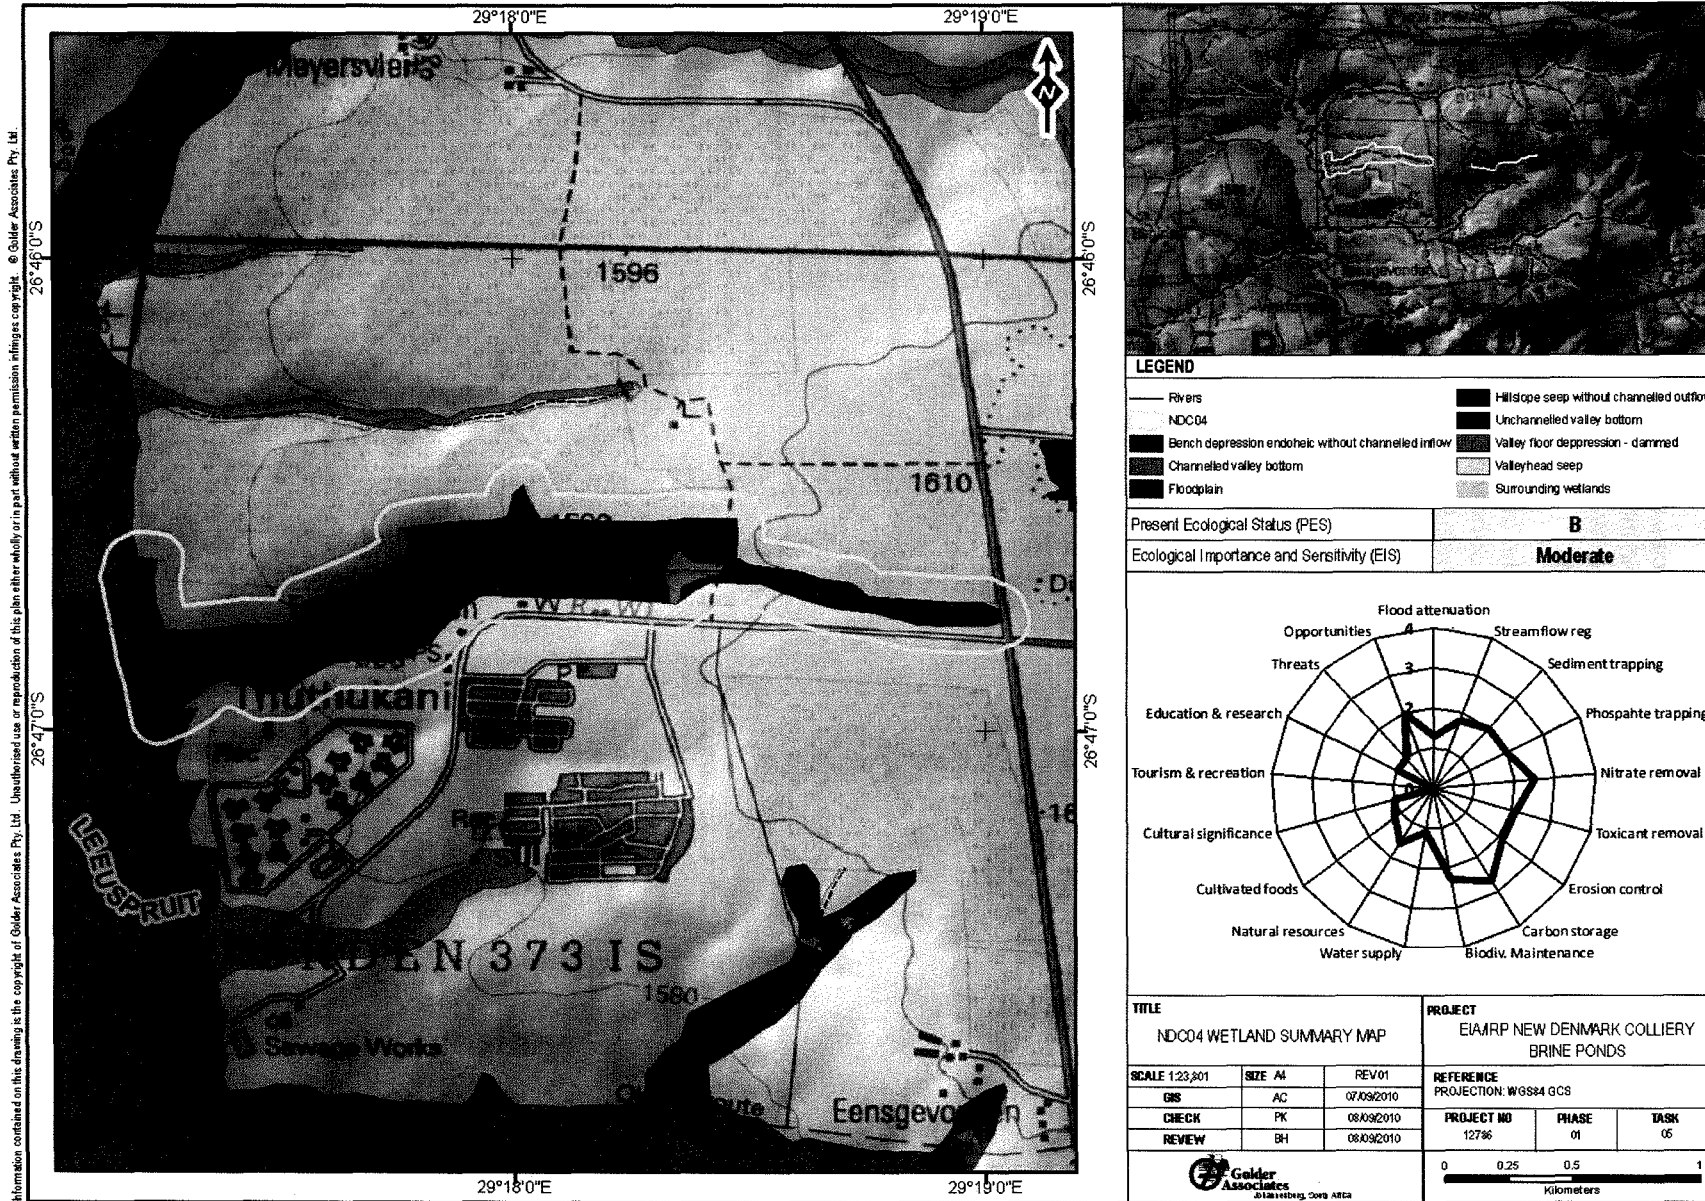 29°18'0"E
29°19'0"E
Information contained on this drawing is the copyright of Golder Associates Pty. Ltd. Unauthorised use or reproduction of this plan either wholly or in part without written permission infringes copyright. © Golder Associates Pty. Ltd.
26°46'0"S
26°47'0"S
N
1596
1610
Thuthukani
P
LEEUSPRUIT
373 IS
1580
Sewage Works
26°46'0"S
26°47'0"S
29°18'0"E
29°19'0"E
LEGEND
Rivers
NDC04
Bench depression endoheic without channelled inflow
Channelled valley bottom
Floodplain
Hillslope seep without channelled outflow
Unchannelled valley bottom
Valley floor deppression - dammed
Valleyhead seep
Surrounding wetlands
Present Ecological Status (PES) B
Ecological Importance and Sensitivity (EIS) Moderate
Flood attenuation
Streamflow reg
Sediment trapping
Phospahte trapping
Nitrate removal
Toxicant removal
Erosion control
Carbon storage
Biodiv. Maintenance
Water supply
Natural resources
Cultivated foods
Cultural significance
Tourism & recreation
Education & research
Threats
Opportunities
4
3
2
0
TITLE
NDC04 WETLAND SUMMARY MAP
PROJECT
EIA/IRP NEW DENMARK COLLIERY
BRINE PONDS
SCALE 1:23,801 SIZE A4 REV01
GIS AC 07/09/2010
CHECK PK 08/09/2010
REVIEW BH 08/09/2010
REFERENCE
PROJECTION: WGS84 GCS
PROJECT NO PHASE TASK
12786 01 05
Golder
Associates
Johannesburg, South Africa
0 0.25 0.5 1
Kilometers